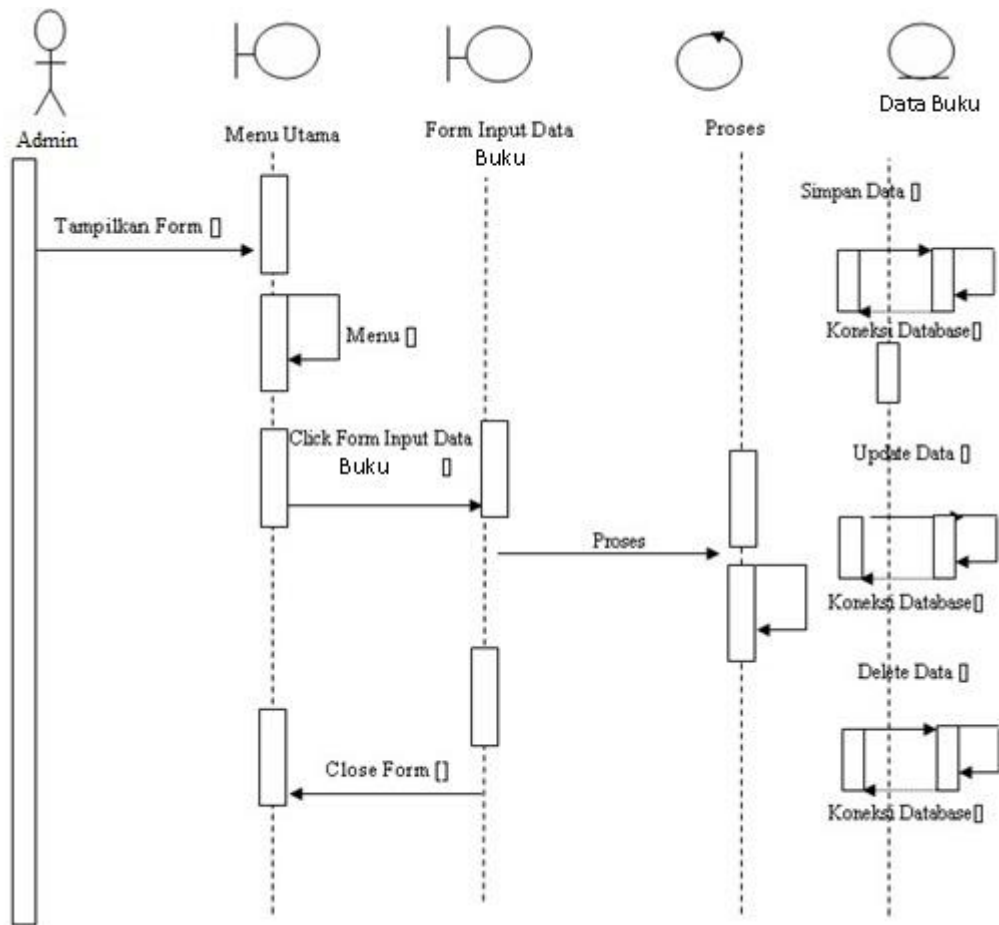 Admin
Menu Utama
Form Input Data
Buku
Proses
Data Buku
Simpan Data []
Tampilkan Form []
Koneksi Database[]
Menu []
Click Form Input Data
Buku []
Update Data []
Proses
Koneksi Database[]
Delete Data []
Close Form []
Koneksi Database[]